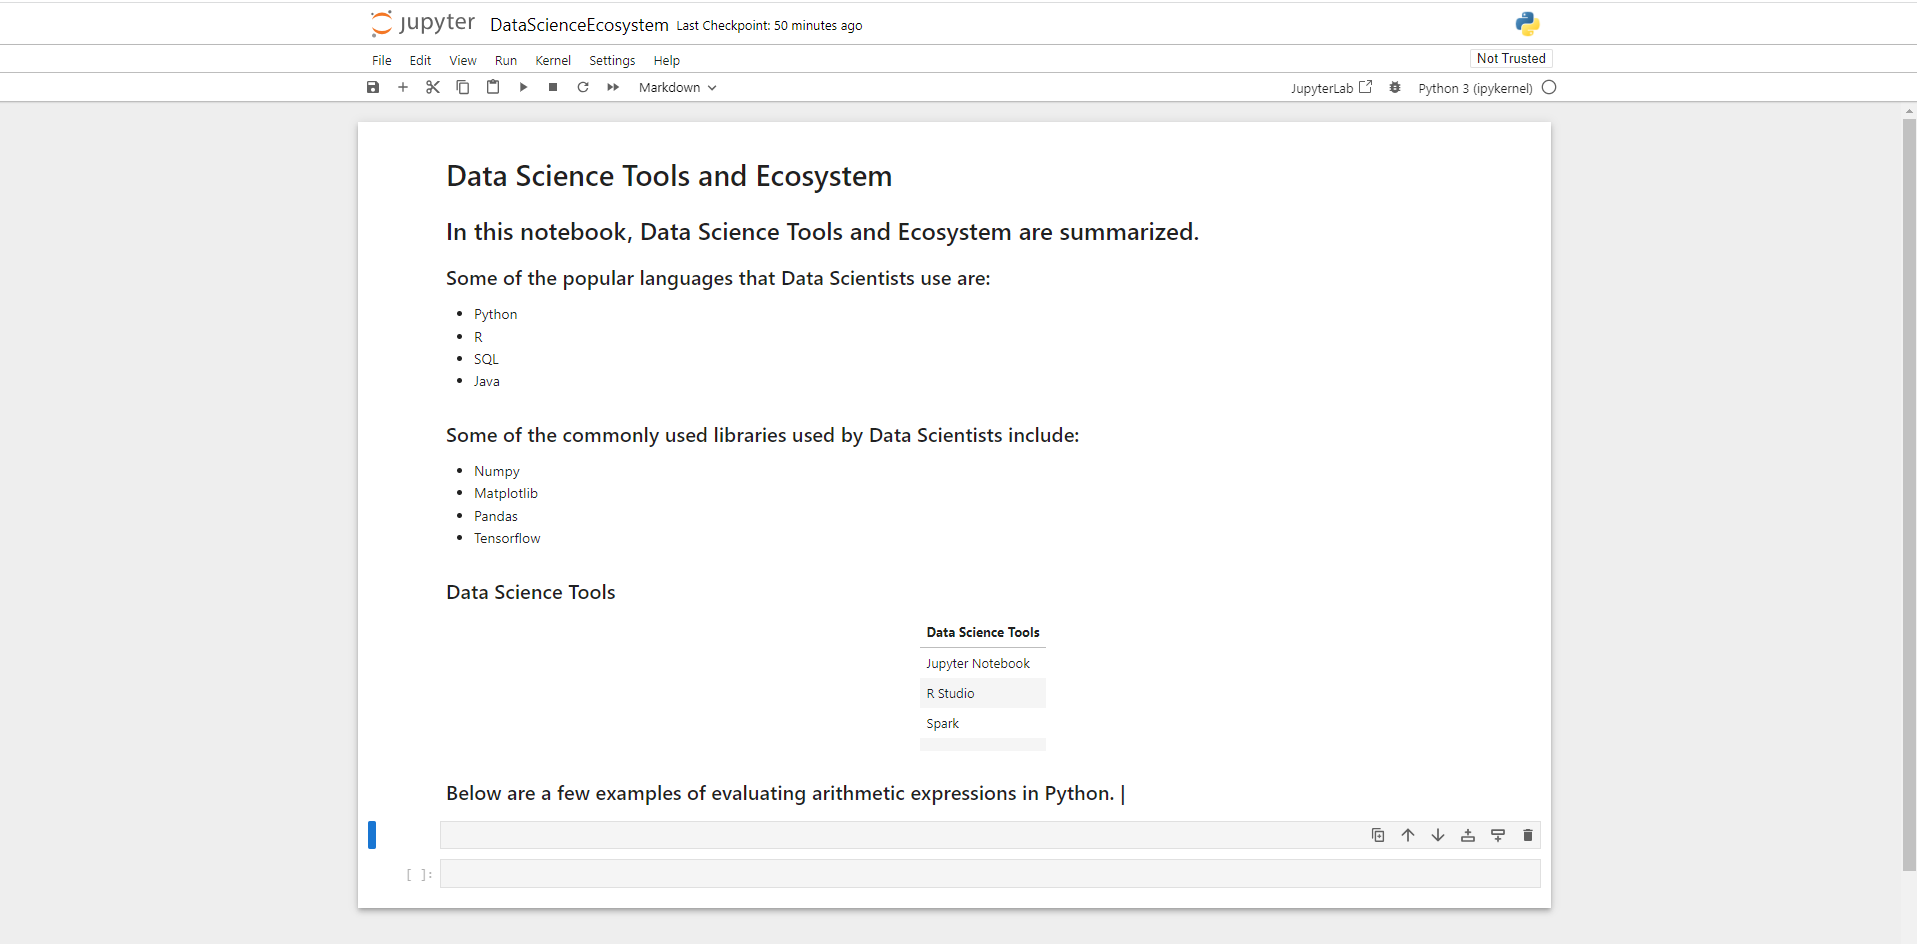 jupyter DataScienceEcosystem Last Checkpoint: 50 minutes ago
File Edit View Run Kernel Settings Help Not Trusted
Markdown JupyterLab Python 3 (ipykernel)
Data Science Tools and Ecosystem
In this notebook, Data Science Tools and Ecosystem are summarized.
Some of the popular languages that Data Scientists use are:
• Python
• R
• SQL
• Java
Some of the commonly used libraries used by Data Scientists include:
• Numpy
• Matplotlib
• Pandas
• Tensorflow
Data Science Tools
Data Science Tools
Jupyter Notebook
R Studio
Spark
Below are a few examples of evaluating arithmetic expressions in Python. |
[ ]: